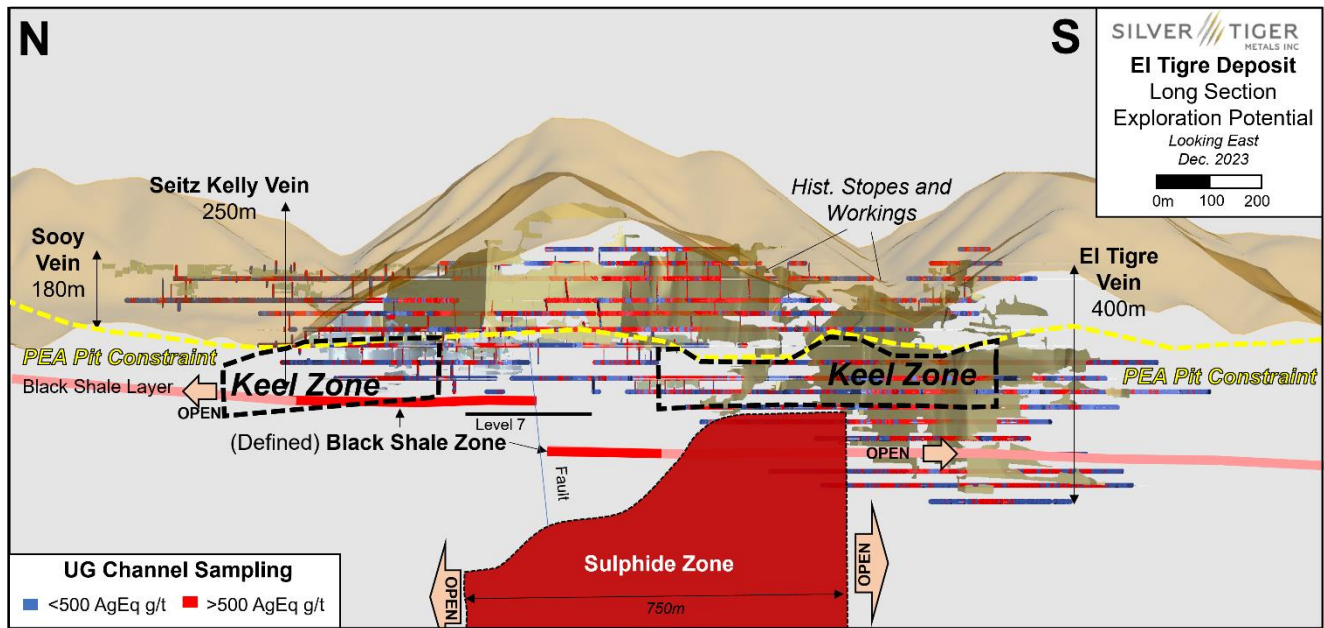 N
S
SILVER TIGER
METALS INC
El Tigre Deposit
Long Section
Exploration Potential
Looking East
Dec. 2023
0m 100 200
Seitz Kelly Vein
250m
Hist. Stopes and
Workings
Sooy
Vein
180m
El Tigre
Vein
400m
PEA Pit Constraint
Keel Zone
Keel Zone
PEA Pit Constraint
Black Shale Layer
OPEN
Level 7
(Defined) Black Shale Zone
OPEN
Fault
Sulphide Zone
OPEN
OPEN
750m
UG Channel Sampling
<500 AgEq g/t >500 AgEq g/t